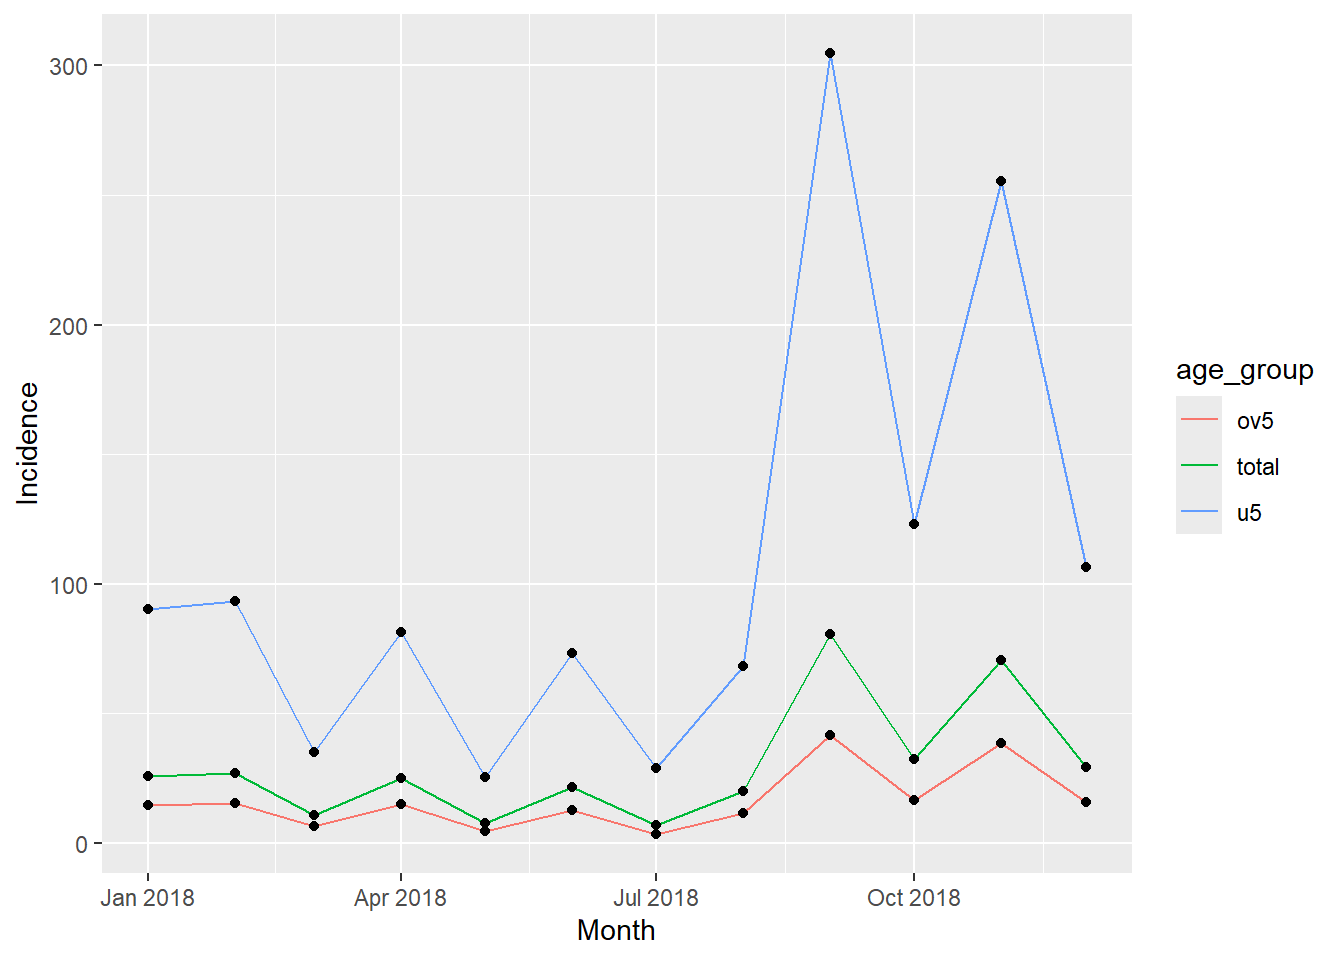 300
200
100
0
Incidence
Jan 2018
Apr 2018
Jul 2018
Oct 2018
Month
age_group
ov5
total
u5